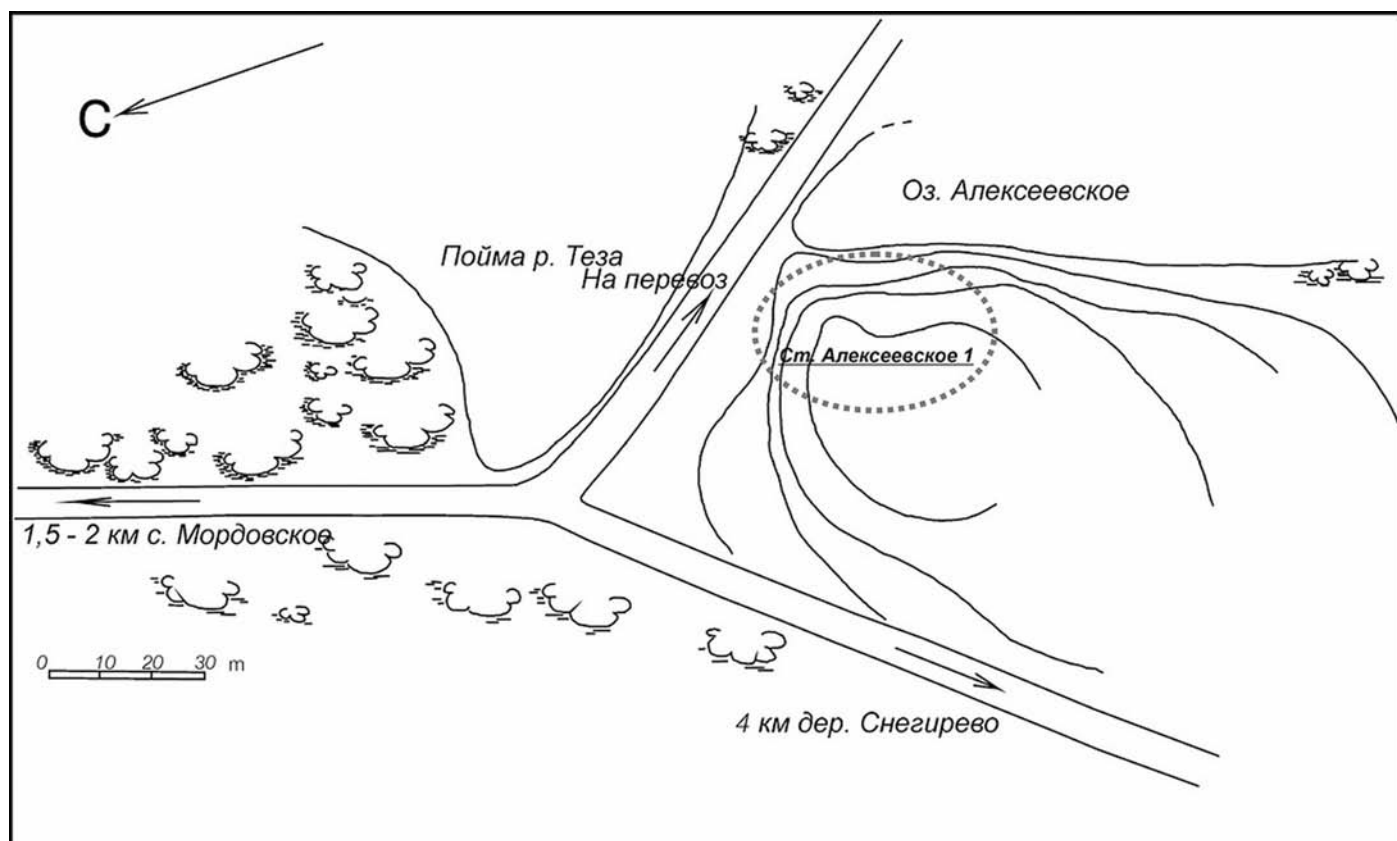 С
Оз. Алексеевское
Пойма р. Теза
На перевоз
Ст. Алексеевское 1
1,5 - 2 км с. Мордовское
0 10 20 30 m
4 км дер. Снегирево